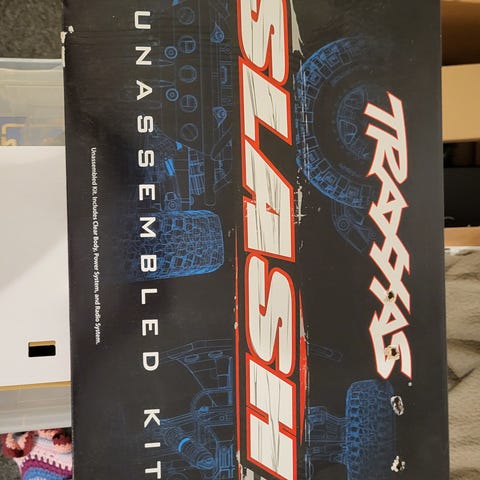 TRAXXAS®
SLASH
UNASSEMBLED KIT
Unassembled Kit. Includes Clear Body, Power System, and Radio System.